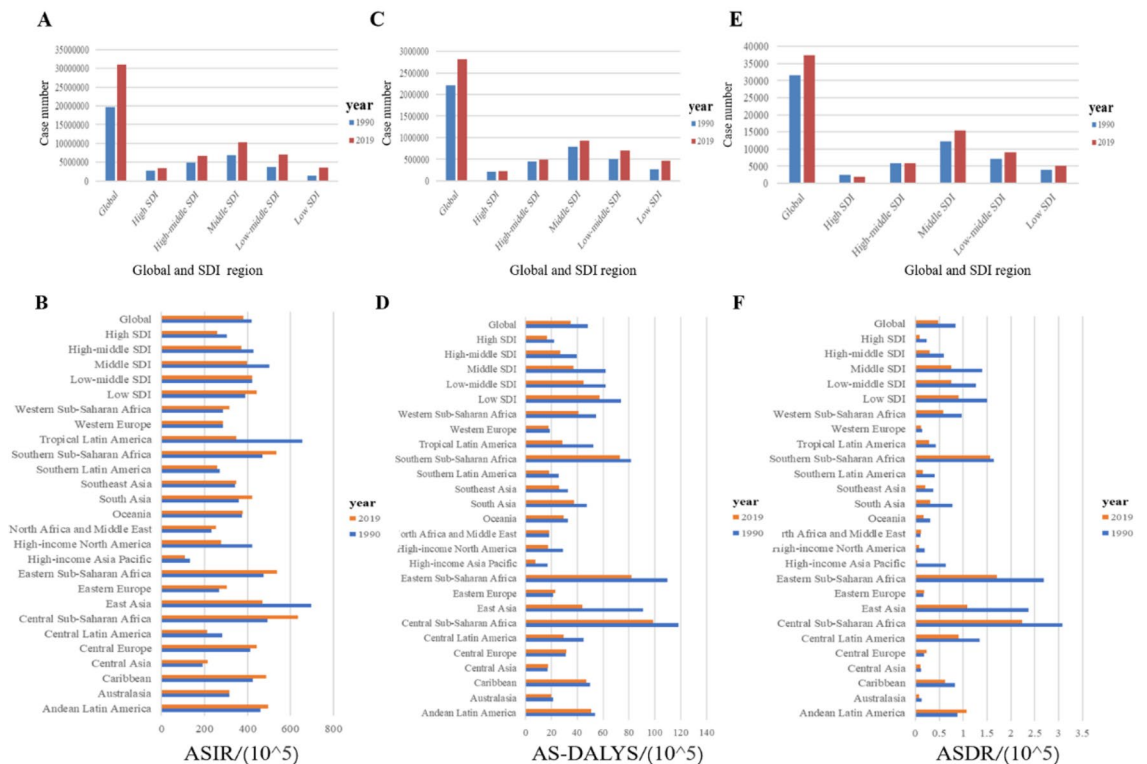 A
35000000
30000000
25000000
20000000
15000000
10000000
5000000
0
Case number
Global
High SDI
High-middle SDI
Middle SDI
Low-middle SDI
Low SDI
Global and SDI region
year
1990
2019
C
3000000
2500000
2000000
1500000
1000000
500000
0
Case number
Global
High SDI
High-middle SDI
Middle SDI
Low-middle SDI
Low SDI
Global and SDI region
year
1990
2019
E
40000
35000
30000
25000
20000
15000
10000
5000
0
Case number
Global
High SDI
High-middle SDI
Middle SDI
Low-middle SDI
Low SDI
Global and SDI region
year
1990
2019
B
Global
High SDI
High-middle SDI
Middle SDI
Low-middle SDI
Low SDI
Western Sub-Saharan Africa
Western Europe
Tropical Latin America
Southern Sub-Saharan Africa
Southern Latin America
Southeast Asia
South Asia
Oceania
North Africa and Middle East
High-income North America
High-income Asia Pacific
Eastern Sub-Saharan Africa
Eastern Europe
East Asia
Central Sub-Saharan Africa
Central Latin America
Central Europe
Central Asia
Caribbean
Australasia
Andean Latin America
0 200 400 600 800
ASIR/(10^5)
year
2019
1990
D
Global
High SDI
High-middle SDI
Middle SDI
Low-middle SDI
Low SDI
Western Sub-Saharan Africa
Western Europe
Tropical Latin America
Southern Sub-Saharan Africa
Southern Latin America
Southeast Asia
South Asia
Oceania
orth Africa and Middle East
High-income North America
High-income Asia Pacific
Eastern Sub-Saharan Africa
Eastern Europe
East Asia
Central Sub-Saharan Africa
Central Latin America
Central Europe
Central Asia
Caribbean
Australasia
Andean Latin America
0 20 40 60 80 100 120 140
AS-DALYS/(10^5)
year
2019
1990
F
Global
High SDI
High-middle SDI
Middle SDI
Low-middle SDI
Low SDI
Western Sub-Saharan Africa
Western Europe
Tropical Latin America
Southern Sub-Saharan Africa
Southern Latin America
Southeast Asia
South Asia
Oceania
orth Africa and Middle East
High-income North America
High-income Asia Pacific
Eastern Sub-Saharan Africa
Eastern Europe
East Asia
Central Sub-Saharan Africa
Central Latin America
Central Europe
Central Asia
Caribbean
Australasia
Andean Latin America
0 0.5 1 1.5 2 2.5 3 3.5
ASDR/(10^5)
year
2019
1990